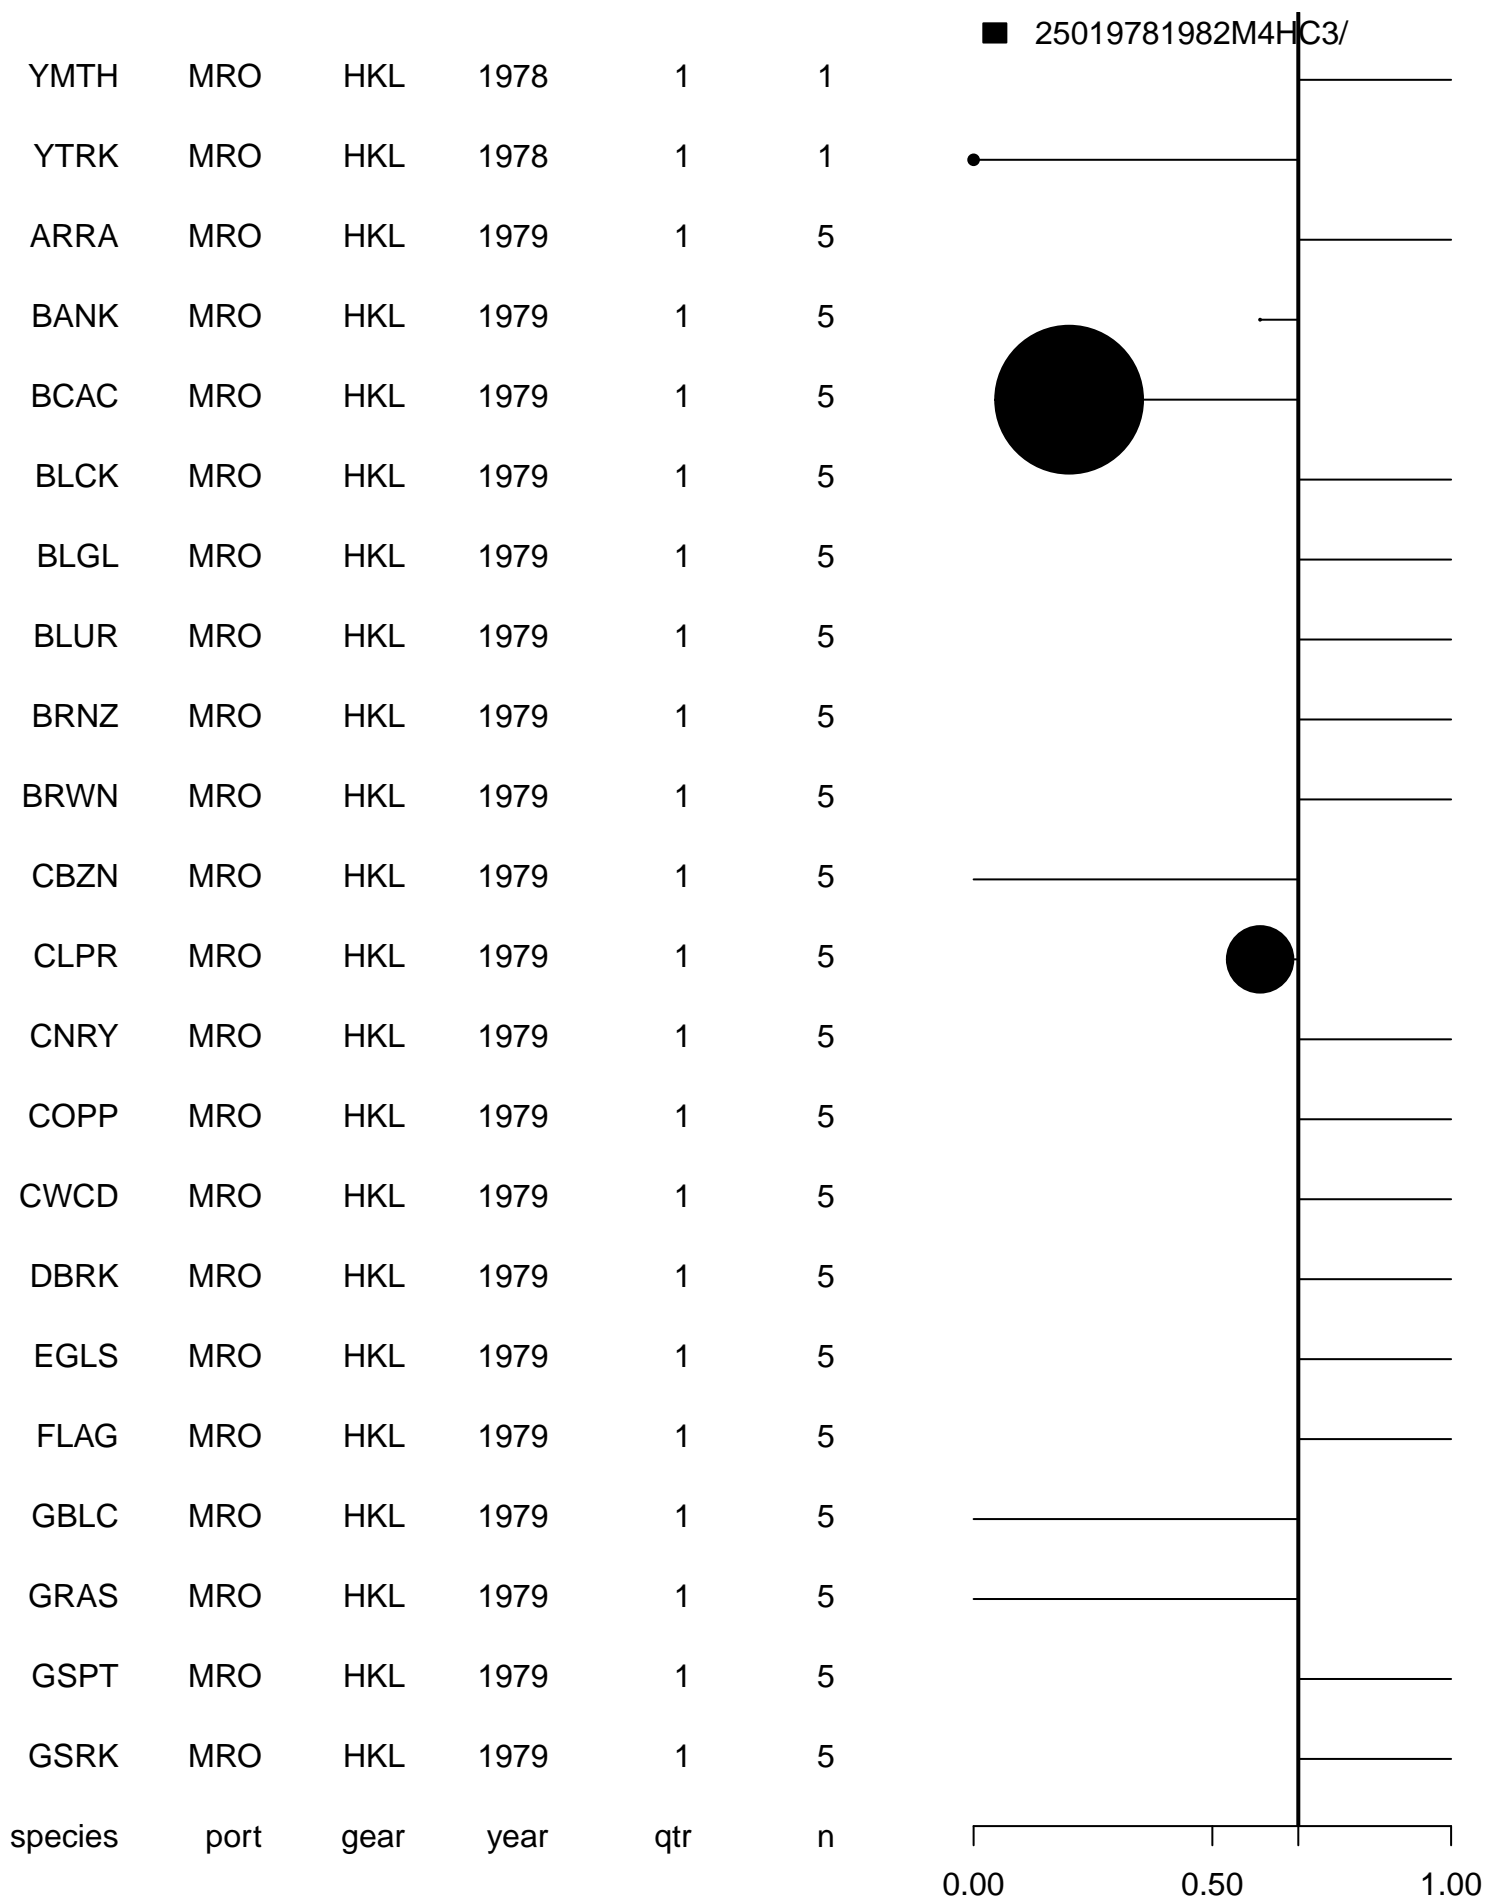 25019781982M4HC3/
YMTH MRO HKL 1978 1 1
YTRK MRO HKL 1978 1 1
ARRA MRO HKL 1979 1 5
BANK MRO HKL 1979 1 5
BCAC MRO HKL 1979 1 5
BLCK MRO HKL 1979 1 5
BLGL MRO HKL 1979 1 5
BLUR MRO HKL 1979 1 5
BRNZ MRO HKL 1979 1 5
BRWN MRO HKL 1979 1 5
CBZN MRO HKL 1979 1 5
CLPR MRO HKL 1979 1 5
CNRY MRO HKL 1979 1 5
COPP MRO HKL 1979 1 5
CWCD MRO HKL 1979 1 5
DBRK MRO HKL 1979 1 5
EGLS MRO HKL 1979 1 5
FLAG MRO HKL 1979 1 5
GBLC MRO HKL 1979 1 5
GRAS MRO HKL 1979 1 5
GSPT MRO HKL 1979 1 5
GSRK MRO HKL 1979 1 5
species port gear year qtr n
0.00 0.50 1.00